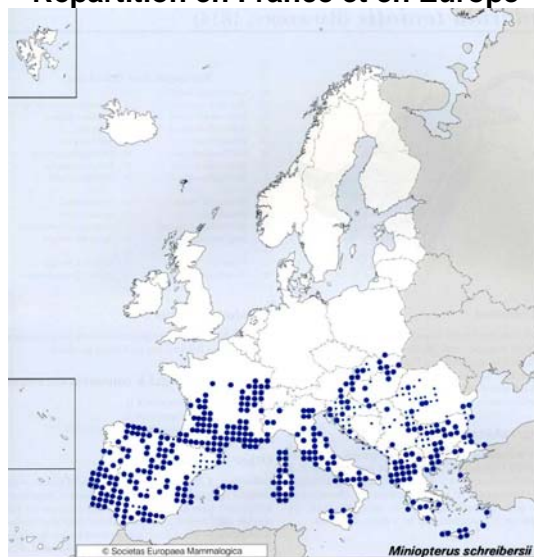 Répartition en France et en Europe
© Societas Europaea Mammalogica
Miniopterus schreibersii